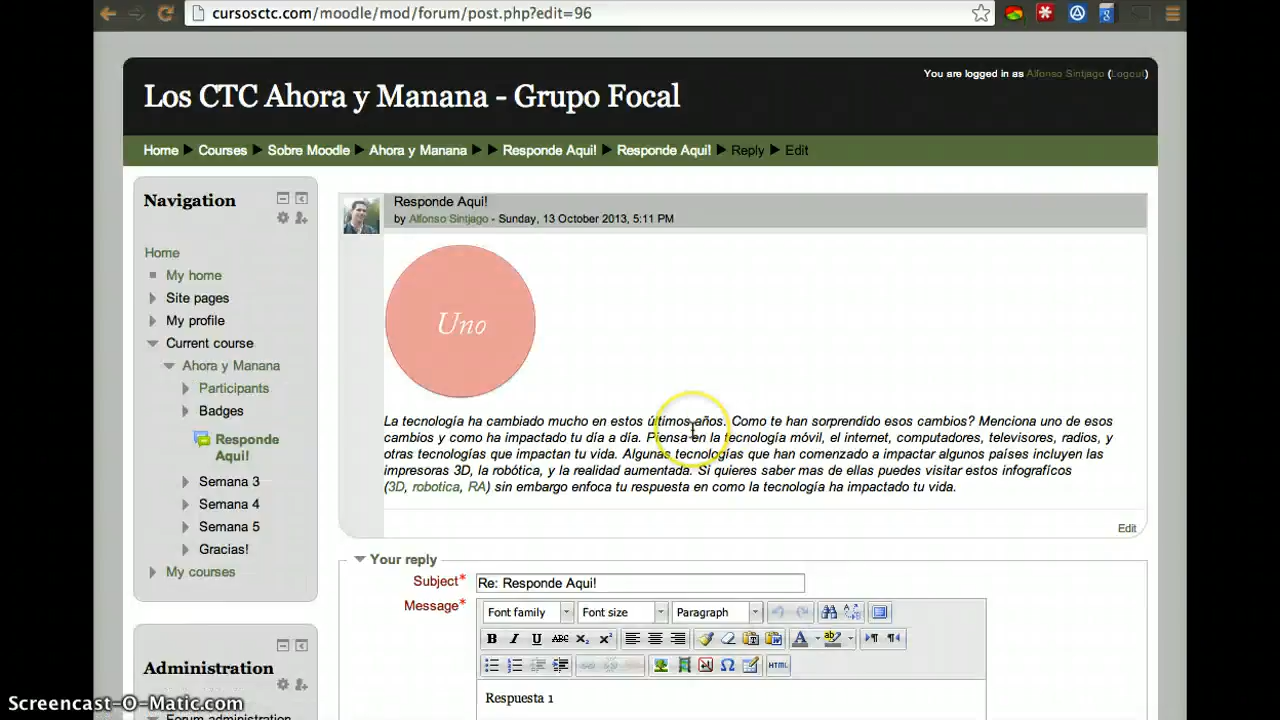 cursosctc.com/moodle/mod/forum/post.php?edit=96
You are logged in as Alfonso Sintjago (Logout)
Los CTC Ahora y Manana - Grupo Focal
Home Courses Sobre Moodle Ahora y Manana Responde Aqui! Responde Aqui! Reply Edit
Navigation
Home
My home
Site pages
My profile
Current course
Ahora y Manana
Participants
Badges
Responde
Aqui!
Semana 3
Semana 4
Semana 5
Gracias!
My courses
Administration
Forum administration
Responde Aqui!
by Alfonso Sintjago - Sunday, 13 October 2013, 5:11 PM
Uno
La tecnología ha cambiado mucho en estos últimos años. Como te han sorprendido esos cambios? Menciona uno de esos
cambios y como ha impactado tu día a día. Piensa en la tecnología móvil, el internet, computadores, televisores, radios, y
otras tecnologías que impactan tu vida. Algunas tecnologías que han comenzado a impactar algunos países incluyen las
impresoras 3D, la robótica, y la realidad aumentada. Si quieres saber mas de ellas puedes visitar estos infografícos
(3D, robotica, RA) sin embargo enfoca tu respuesta en como la tecnología ha impactado tu vida.
Edit
Your reply
Subject* Re: Responde Aqui!
Message*
Font family Font size Paragraph
B I U ABC X₂ X²
HTML
Respuesta 1
Screencast-O-Matic.com